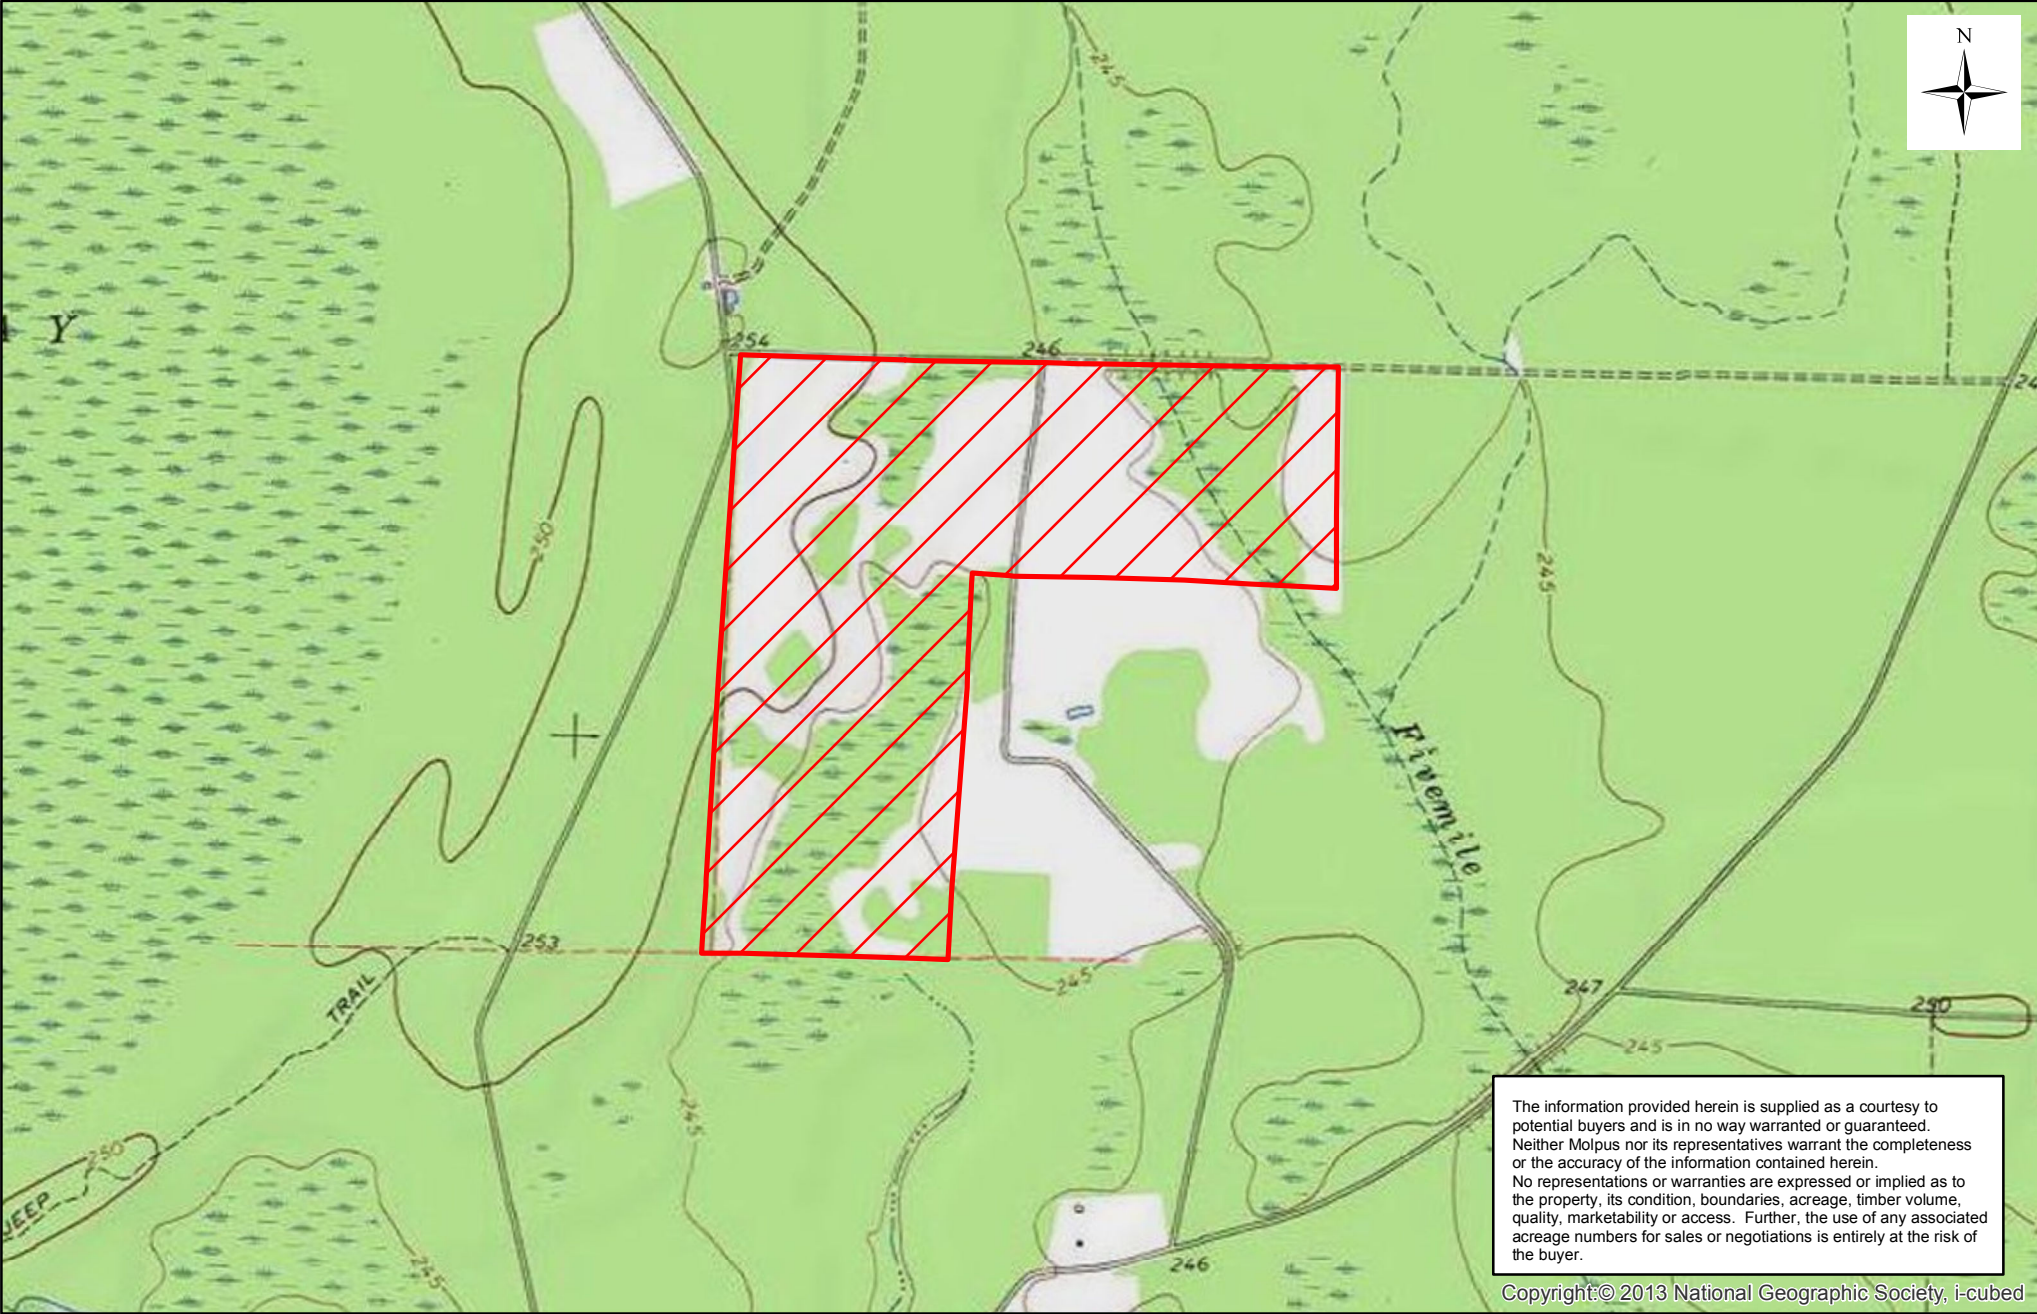 N
245
Y
254
246
24
250
245
Fivemile
253
TRAIL
245
247
250
245
245
250
JEEP
245
246
The information provided herein is supplied as a courtesy to
potential buyers and is in no way warranted or guaranteed.
Neither Molpus nor its representatives warrant the completeness
or the accuracy of the information contained herein.
No representations or warranties are expressed or implied as to
the property, its condition, boundaries, acreage, timber volume,
quality, marketability or access. Further, the use of any associated
acreage numbers for sales or negotiations is entirely at the risk of
the buyer.
Copyright:© 2013 National Geographic Society, i-cubed